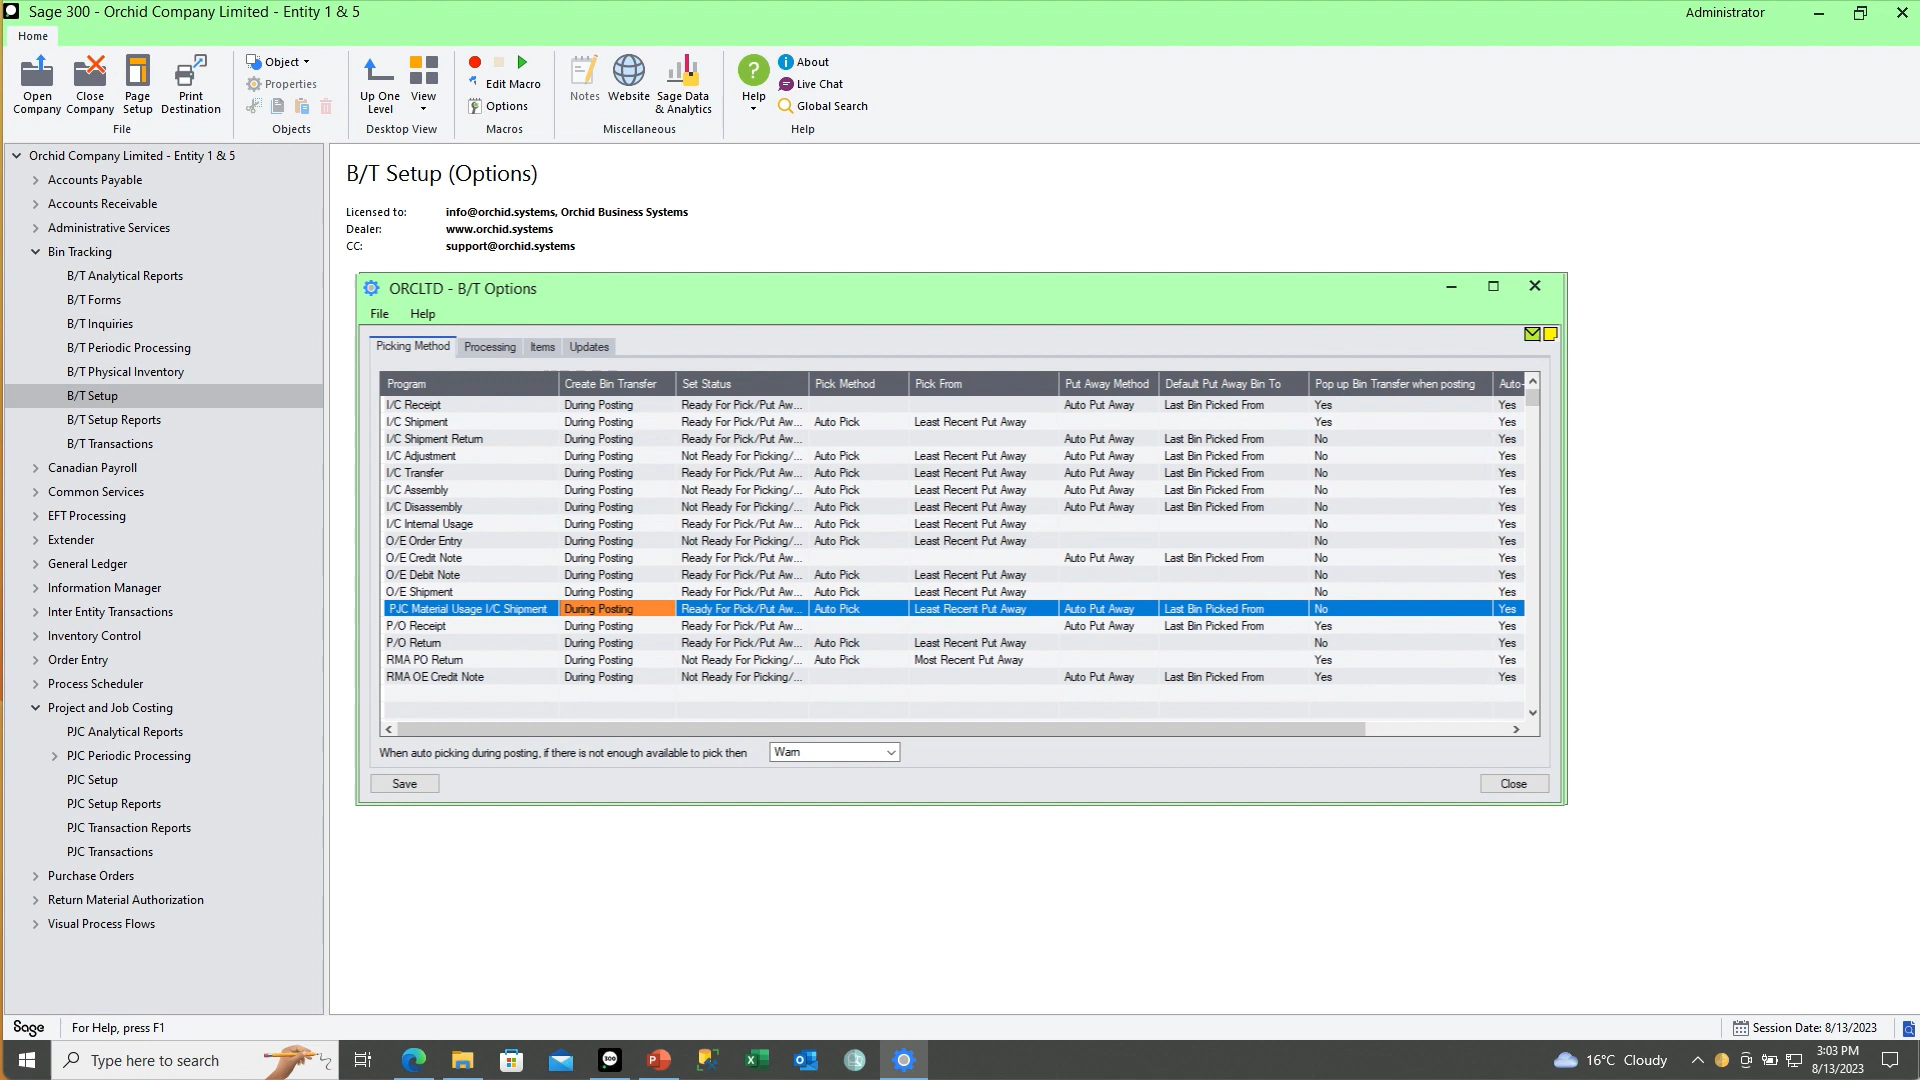 Sage 300 - Orchid Company Limited - Entity 1 & 5
Administrator
Home
Open Company
Close Company
Page Setup
Print Destination
File
Object
Properties
Objects
Up One Level
View
Desktop View
Edit Macro
Options
Macros
Notes
Website
Sage Data & Analytics
Miscellaneous
Help
About
Live Chat
Global Search
Help
Orchid Company Limited - Entity 1 & 5
Accounts Payable
Accounts Receivable
Administrative Services
Bin Tracking
B/T Analytical Reports
B/T Forms
B/T Inquiries
B/T Periodic Processing
B/T Physical Inventory
B/T Setup
B/T Setup Reports
B/T Transactions
Canadian Payroll
Common Services
EFT Processing
Extender
General Ledger
Information Manager
Inter Entity Transactions
Inventory Control
Order Entry
Process Scheduler
Project and Job Costing
PJC Analytical Reports
PJC Periodic Processing
PJC Setup
PJC Setup Reports
PJC Transaction Reports
PJC Transactions
Purchase Orders
Return Material Authorization
Visual Process Flows
B/T Setup (Options)
Licensed to: info@orchid.systems, Orchid Business Systems
Dealer: www.orchid.systems
CC: support@orchid.systems
ORCLTD - B/T Options
File Help
Picking Method Processing Items Updates
Program Create Bin Transfer Set Status Pick Method Pick From Put Away Method Default Put Away Bin To Pop up Bin Transfer when posting Auto-
I/C Receipt During Posting Ready For Pick/Put Aw... Auto Put Away Last Bin Picked From Yes Yes
I/C Shipment During Posting Ready For Pick/Put Aw... Auto Pick Least Recent Put Away Yes Yes
I/C Shipment Return During Posting Ready For Pick/Put Aw... Auto Put Away Last Bin Picked From No Yes
I/C Adjustment During Posting Not Ready For Picking/... Auto Pick Least Recent Put Away Auto Put Away Last Bin Picked From No Yes
I/C Transfer During Posting Ready For Pick/Put Aw... Auto Pick Least Recent Put Away Auto Put Away Last Bin Picked From No Yes
I/C Assembly During Posting Not Ready For Picking/... Auto Pick Least Recent Put Away Auto Put Away Last Bin Picked From No Yes
I/C Disassembly During Posting Not Ready For Picking/... Auto Pick Least Recent Put Away Auto Put Away Last Bin Picked From No Yes
I/C Internal Usage During Posting Ready For Pick/Put Aw... Auto Pick Least Recent Put Away No Yes
O/E Order Entry During Posting Not Ready For Picking/... Auto Pick Least Recent Put Away No Yes
O/E Credit Note During Posting Ready For Pick/Put Aw... Auto Put Away Last Bin Picked From No Yes
O/E Debit Note During Posting Ready For Pick/Put Aw... Auto Pick Least Recent Put Away No Yes
O/E Shipment During Posting Ready For Pick/Put Aw... Auto Pick Least Recent Put Away No Yes
PJC Material Usage I/C Shipment During Posting Ready For Pick/Put Aw... Auto Pick Least Recent Put Away Auto Put Away Last Bin Picked From No Yes
P/O Receipt During Posting Ready For Pick/Put Aw... Auto Put Away Last Bin Picked From Yes Yes
P/O Return During Posting Ready For Pick/Put Aw... Auto Pick Least Recent Put Away No Yes
RMA PO Return During Posting Not Ready For Picking/... Auto Pick Most Recent Put Away Yes Yes
RMA OE Credit Note During Posting Not Ready For Picking/... Auto Put Away Last Bin Picked From Yes Yes
When auto picking during posting, if there is not enough available to pick then Warn
Save Close
Sage For Help, press F1
Session Date: 8/13/2023
Type here to search
300
16°C Cloudy
3:03 PM
8/13/2023